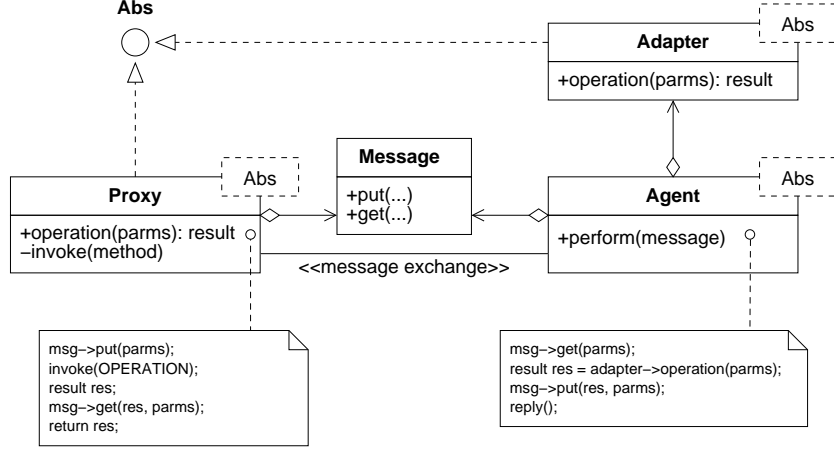 Abs
Adapter
Abs
+operation(parms): result
Message
+put(...)
+get(...)
Proxy
Abs
+operation(parms): result
−invoke(method)
Agent
Abs
+perform(message)
<<message exchange>>
msg−>put(parms);
invoke(OPERATION);
result res;
msg−>get(res, parms);
return res;
msg−>get(parms);
result res = adapter−>operation(parms);
msg−>put(res, parms);
reply();